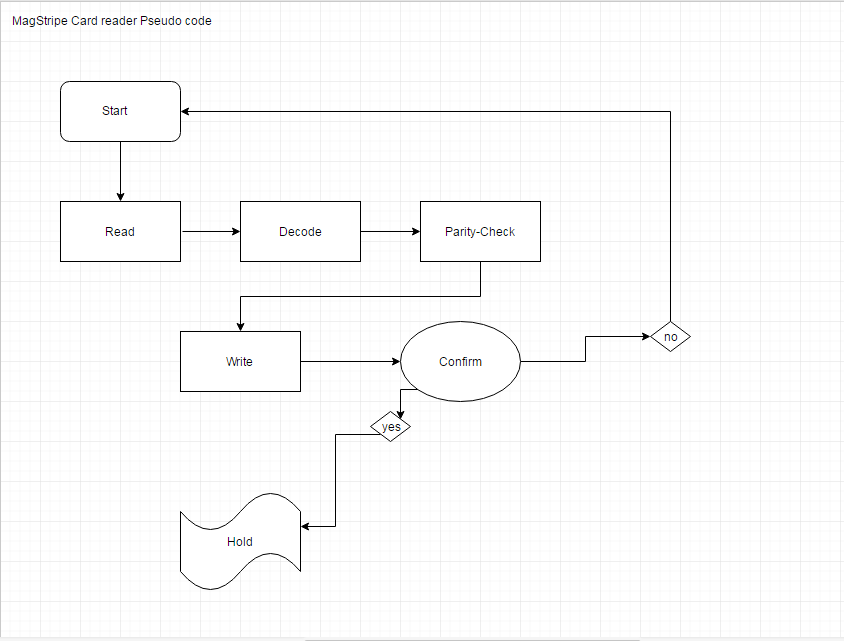 MagStripe Card reader Pseudo code
Start
Read
Decode
Parity-Check
Write
Confirm
no
yes
Hold